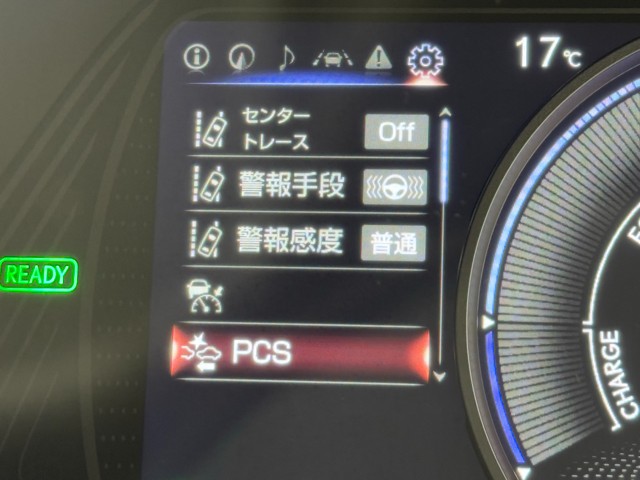 17℃
センター
トレース
Off
警報手段
警報感度
普通
READY
PCS
CHARGE